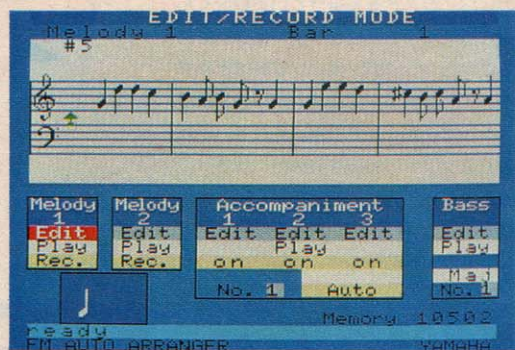 EDIT/RECORD MODE
Melody 1 Bar 1
#5
Melody Melody Accompaniment Bass
1 2 1 2 3
Edit Edit Edit Edit Edit Edit
Play Play Play Play
Rec. Rec. on on on
Maj
No. 1 Auto No. 1
Memory 10502
ready
FM AUTO ARRANGER YAMAHA